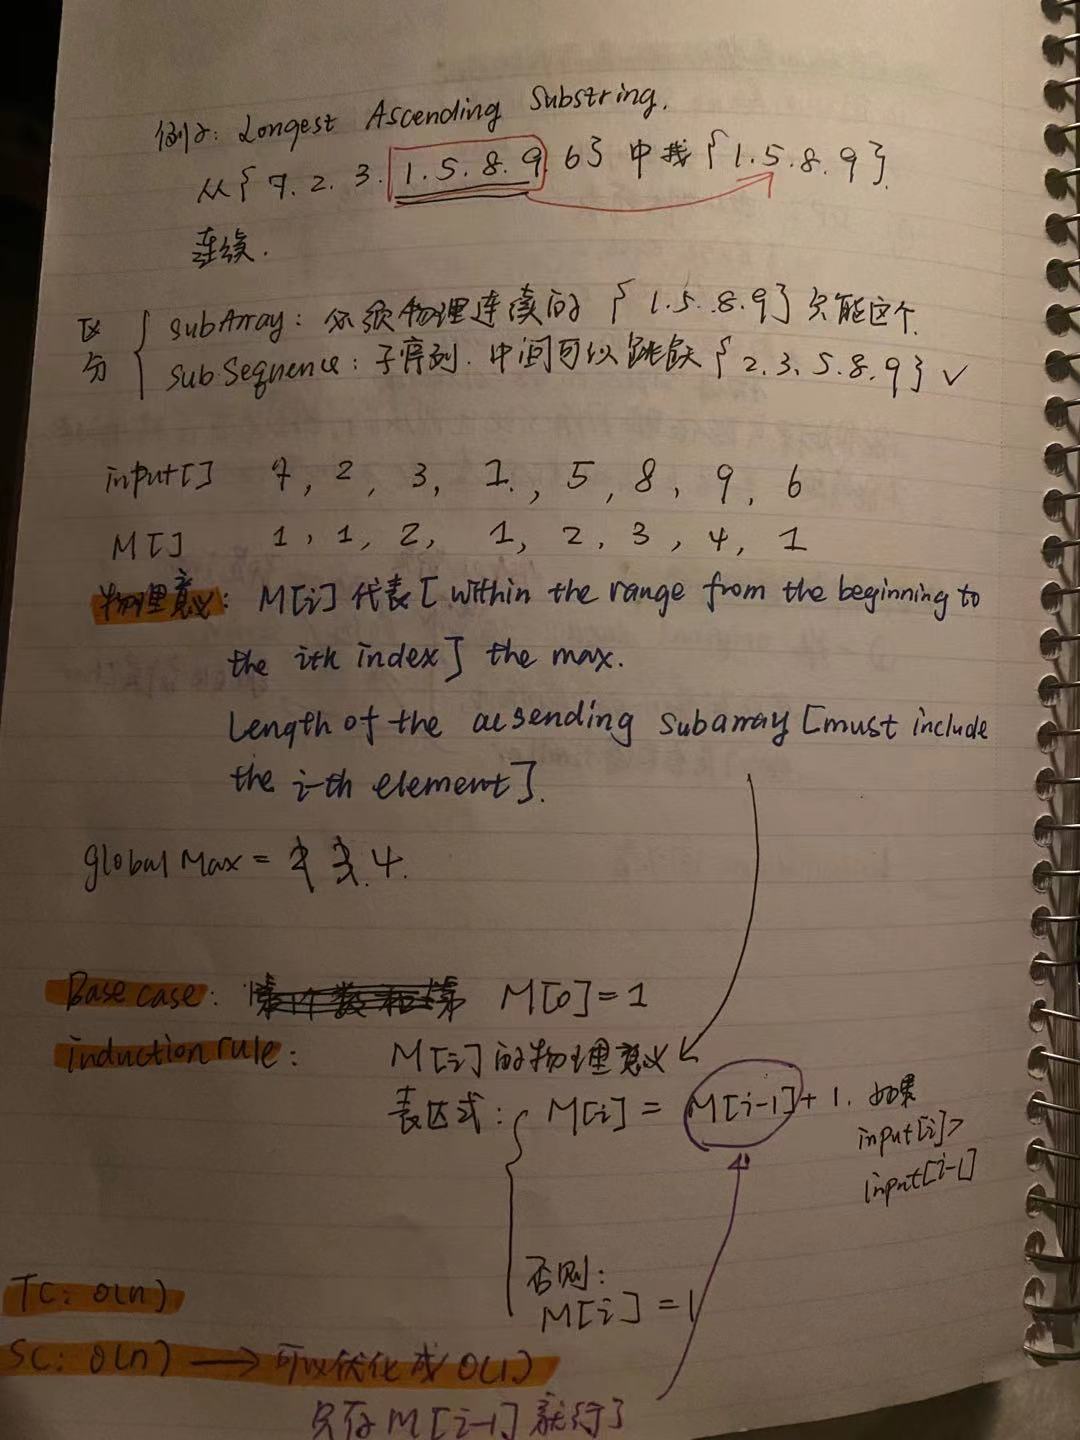 例子: Longest Ascending Substring.
从{7. 2. 3. 1. 5. 8. 9. 6} 中找 {1. 5. 8. 9}.
连续.
区分 { subArray: 必须物理连续的 {1. 5. 8. 9} 只能这个.
subSequence: 子序列. 中间可以跳跃 {2. 3. 5. 8. 9} ✓
input[] 7, 2, 3, 1, 5, 8, 9, 6
M[] 1, 1, 2, 1, 2, 3, 4, 1
物理意义: M[i] 代表 [within the range from the beginning to
the ith index] the max.
Length of the acsending subarray [must include
the i-th element].
global Max = 2 3. 4.
Base case: M[0] = 1
induction rule: M[i] 的物理意义
表达式: { M[i] = M[i-1] + 1. 如果
input[i] >
input[i-1]
否则:
M[i] = 1
TC: O(n)
SC: O(n) → 可以优化成 O(1)
只存 M[i-1] 就行了